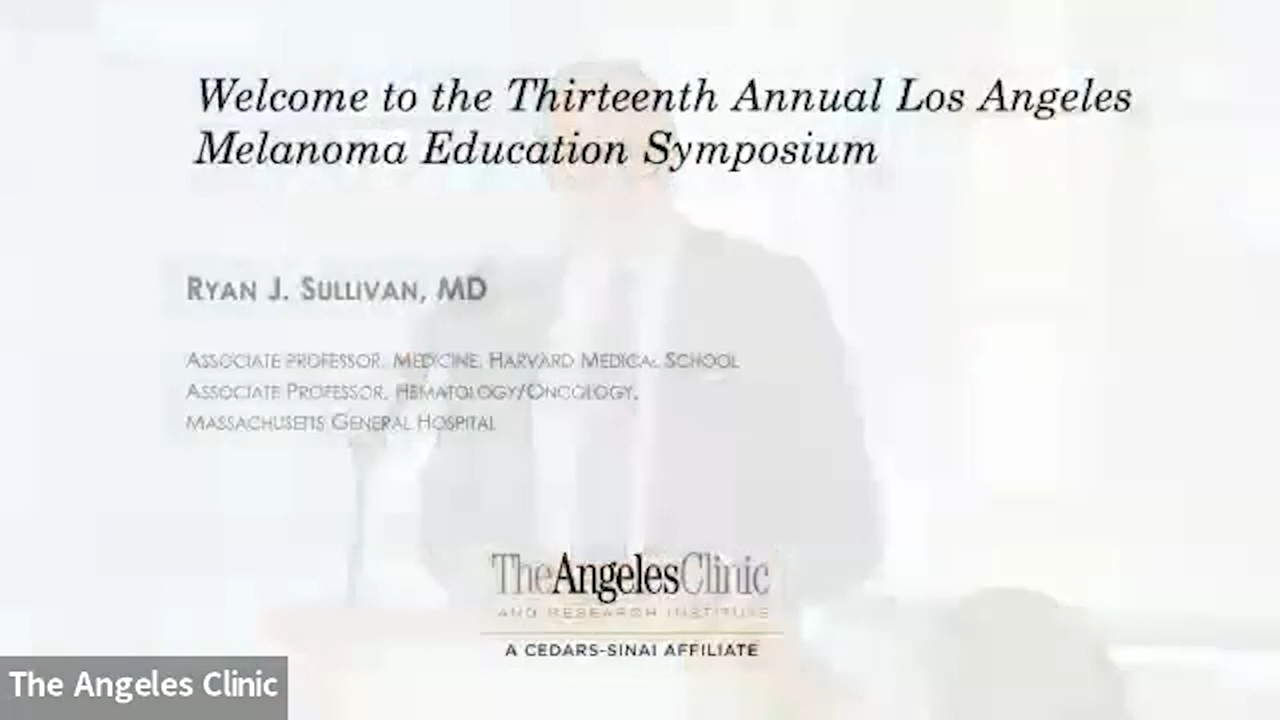 Welcome to the Thirteenth Annual Los Angeles
Melanoma Education Symposium
RYAN J. SULLIVAN, MD
ASSOCIATE PROFESSOR, MEDICINE, HARVARD MEDICAL SCHOOL
ASSOCIATE PROFESSOR, HEMATOLOGY/ONCOLOGY,
MASSACHUSETTS GENERAL HOSPITAL
TheAngelesClinic
AND RESEARCH INSTITUTE
A CEDARS-SINAI AFFILIATE
The Angeles Clinic